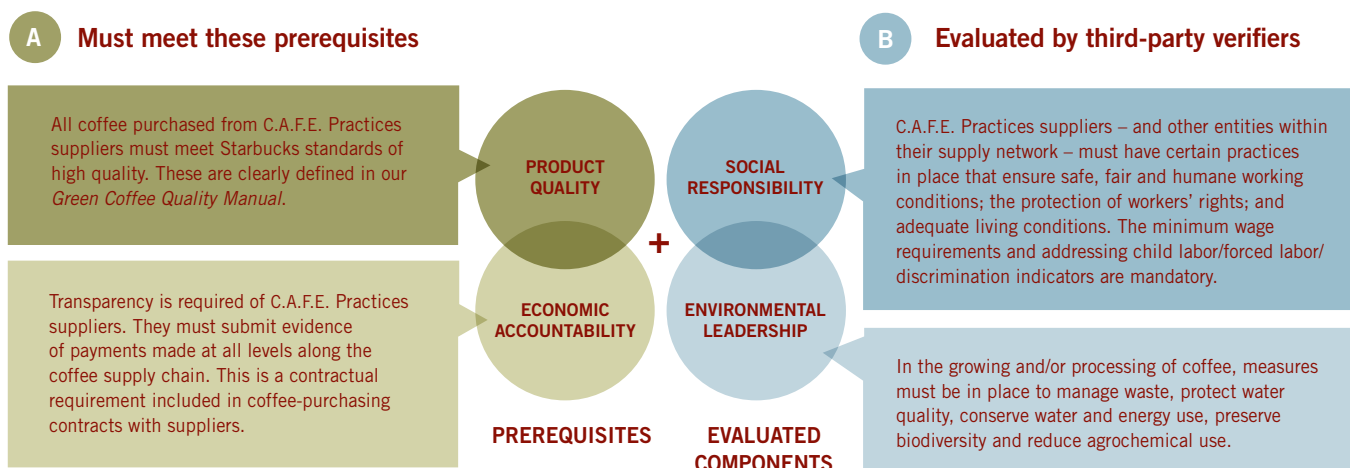 A Must meet these prerequisites
All coffee purchased from C.A.F.E. Practices
suppliers must meet Starbucks standards of
high quality. These are clearly defined in our
Green Coffee Quality Manual.
Transparency is required of C.A.F.E. Practices
suppliers. They must submit evidence
of payments made at all levels along the
coffee supply chain. This is a contractual
requirement included in coffee-purchasing
contracts with suppliers.
PRODUCT
QUALITY
ECONOMIC
ACCOUNTABILITY
PREREQUISITES
+
SOCIAL
RESPONSIBILITY
ENVIRONMENTAL
LEADERSHIP
EVALUATED
COMPONENTS
B Evaluated by third-party verifiers
C.A.F.E. Practices suppliers – and other entities within
their supply network – must have certain practices
in place that ensure safe, fair and humane working
conditions; the protection of workers’ rights; and
adequate living conditions. The minimum wage
requirements and addressing child labor/forced labor/
discrimination indicators are mandatory.
In the growing and/or processing of coffee, measures
must be in place to manage waste, protect water
quality, conserve water and energy use, preserve
biodiversity and reduce agrochemical use.